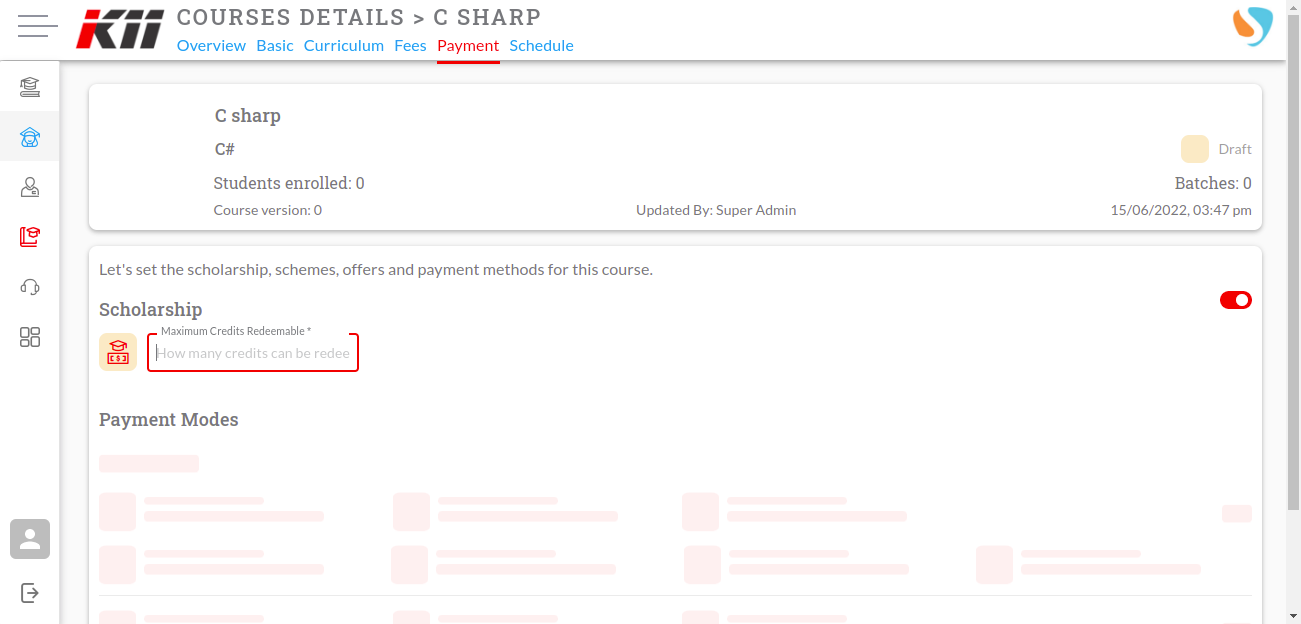 KII
COURSES DETAILS > C SHARP
Overview Basic Curriculum Fees Payment Schedule
C sharp
C#
Draft
Students enrolled: 0
Batches: 0
Course version: 0
Updated By: Super Admin
15/06/2022, 03:47 pm
Let's set the scholarship, schemes, offers and payment methods for this course.
Scholarship
Maximum Credits Redeemable *
How many credits can be redee
Payment Modes